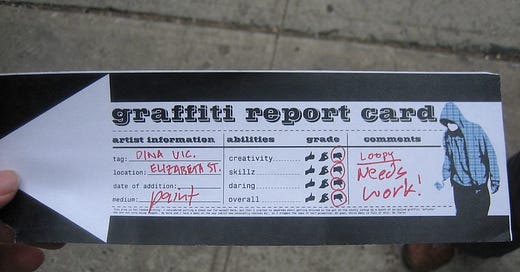 graffiti report card
artist information
tag: DINA VIC.
location: ELIZABETH ST.
date of addition:
medium: paint
abilities grade
creativity
skillz
daring
overall
comments
LOOPY
NEEDS
WORK!